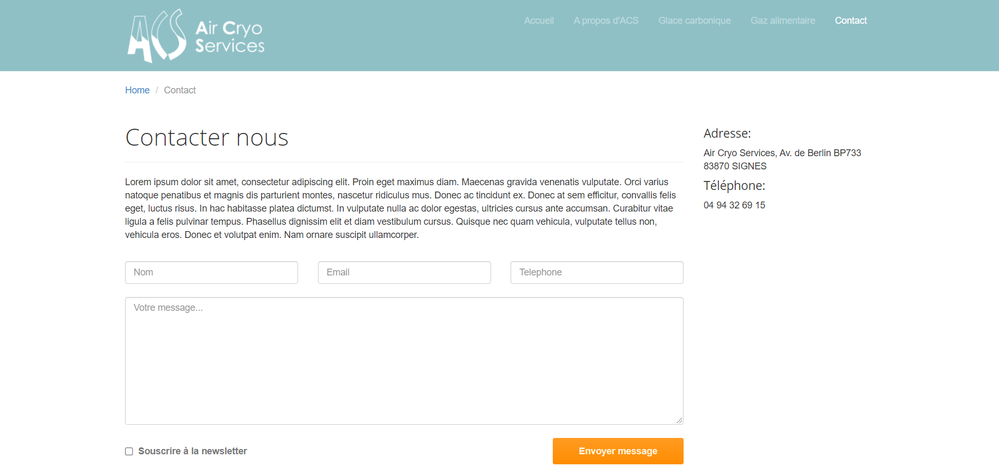 ACS Air Cryo
Services
Accueil A propos d'ACS Glace carbonique Gaz alimentaire Contact
Home / Contact
Contacter nous
Lorem ipsum dolor sit amet, consectetur adipiscing elit. Proin eget maximus diam. Maecenas gravida venenatis vulputate. Orci varius
natoque penatibus et magnis dis parturient montes, nascetur ridiculus mus. Donec ac tincidunt ex. Donec at sem efficitur, convallis felis
eget, luctus risus. In hac habitasse platea dictumst. In vulputate nulla ac dolor egestas, ultricies cursus ante accumsan. Curabitur vitae
ligula a felis pulvinar tempus. Phasellus dignissim elit et diam vestibulum cursus. Quisque nec quam vehicula, vulputate tellus non,
vehicula eros. Donec et volutpat enim. Nam ornare suscipit ullamcorper.
Nom Email Telephone
Votre message...
Souscrire à la newsletter
Envoyer message
Adresse:
Air Cryo Services, Av. de Berlin BP733
83870 SIGNES
Téléphone:
04 94 32 69 15